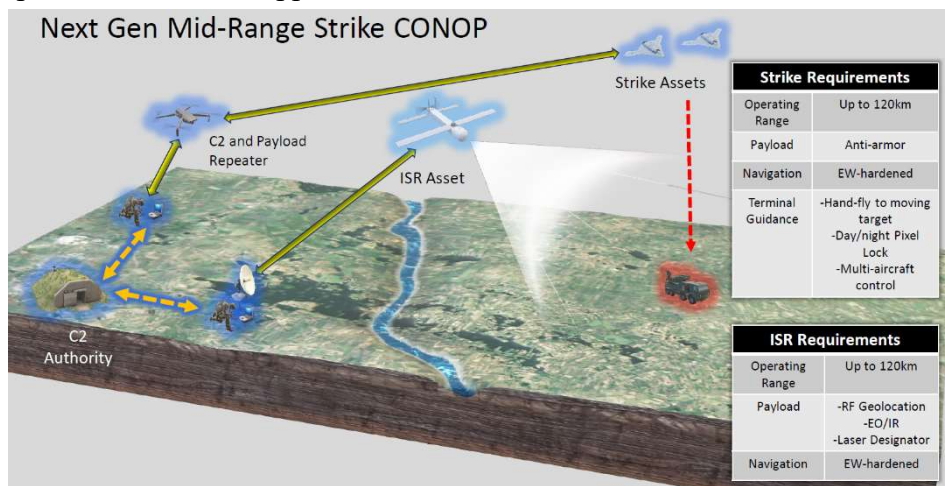 Next Gen Mid-Range Strike CONOP
Strike Assets
C2 and Payload
Repeater
ISR Asset
C2
Authority
Strike Requirements
Operating
Range
Up to 120km
Payload
Anti-armor
Navigation
EW-hardened
Terminal
Guidance
-Hand-fly to moving
target
-Day/night Pixel
Lock
-Multi-aircraft
control
ISR Requirements
Operating
Range
Up to 120km
Payload
-RF Geolocation
-EO/IR
-Laser Designator
Navigation
EW-hardened